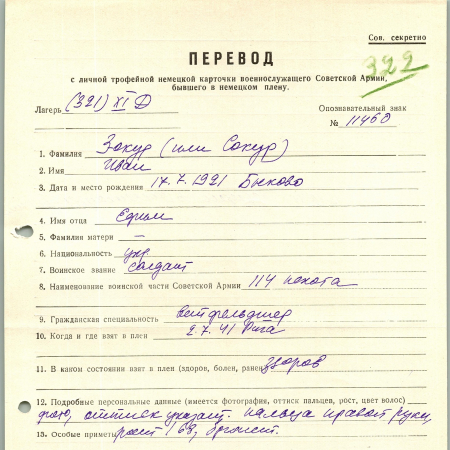 Сов. секретно
ПЕРЕВОД
322
с личной трофейной немецкой карточки военнослужащего Советской Армии,
бывшего в немецком плену.
Лагерь (321) XI D
Опознавательный знак
№ 11460
1. Фамилия Зокур (или Сокур)
2. Имя Иван
3. Дата и место рождения 17.7.1921 Быково
4. Имя отца Ефим
5. Фамилия матери —
6. Национальность укр
7. Воинское звание солдат
8. Наименование воинской части Советской Армии 114 пехота
9. Гражданская специальность ветфельдшер
10. Когда и где взят в плен 2.7.41 Рига
11. В каком состоянии взят в плен (здоров, болен, ранен) здоров
12. Подробные персональные данные (имеется фотография, оттиск пальцев, рост, цвет волос)
фото, оттиск указат. пальца правой руки,
13. Особые приметы рост 168,